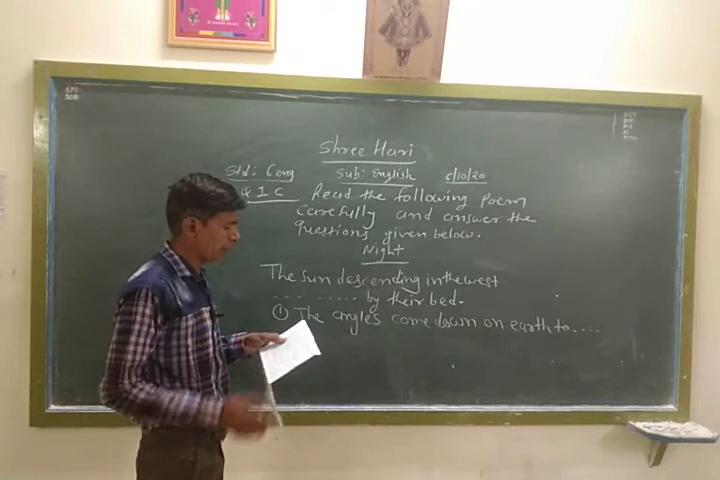 Shree Hari
Std: 6 eng Sub: English 5/10/20
Q 1 C Read the following Poem
Carefully and answer the
questions given below.
Night
The Sun descending in the west
... ..... by their bed.
① The angles come down on earth to ....